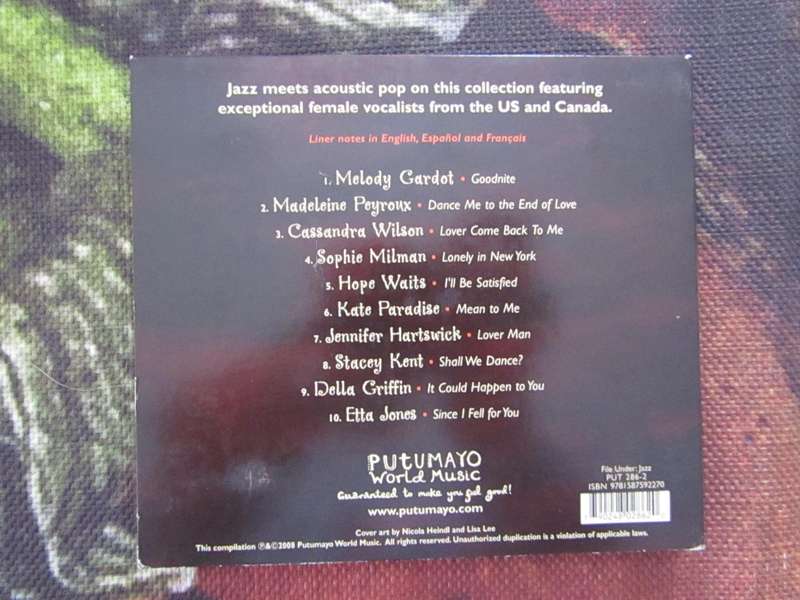 Jazz meets acoustic pop on this collection featuring
exceptional female vocalists from the US and Canada.
Liner notes in English, Español and Français
1. Melody Gardot • Goodnite
2. Madeleine Peyroux • Dance Me to the End of Love
3. Cassandra Wilson • Lover Come Back To Me
4. Sophie Milman • Lonely in New York
5. Hope Waits • I'll Be Satisfied
6. Kate Paradise • Mean to Me
7. Jennifer Hartswick • Lover Man
8. Stacey Kent • Shall We Dance?
9. Della Griffin • It Could Happen to You
10. Etta Jones • Since I Fell for You
PUTUMAYO
World Music
Guaranteed to make you feel good!
www.putumayo.com
File Under: Jazz
PUT 286-2
ISBN 9781587592270
Cover art by Nicola Heindl and Lisa Lee
This compilation ℗&©2008 Putumayo World Music. All rights reserved. Unauthorized duplication is a violation of applicable laws.